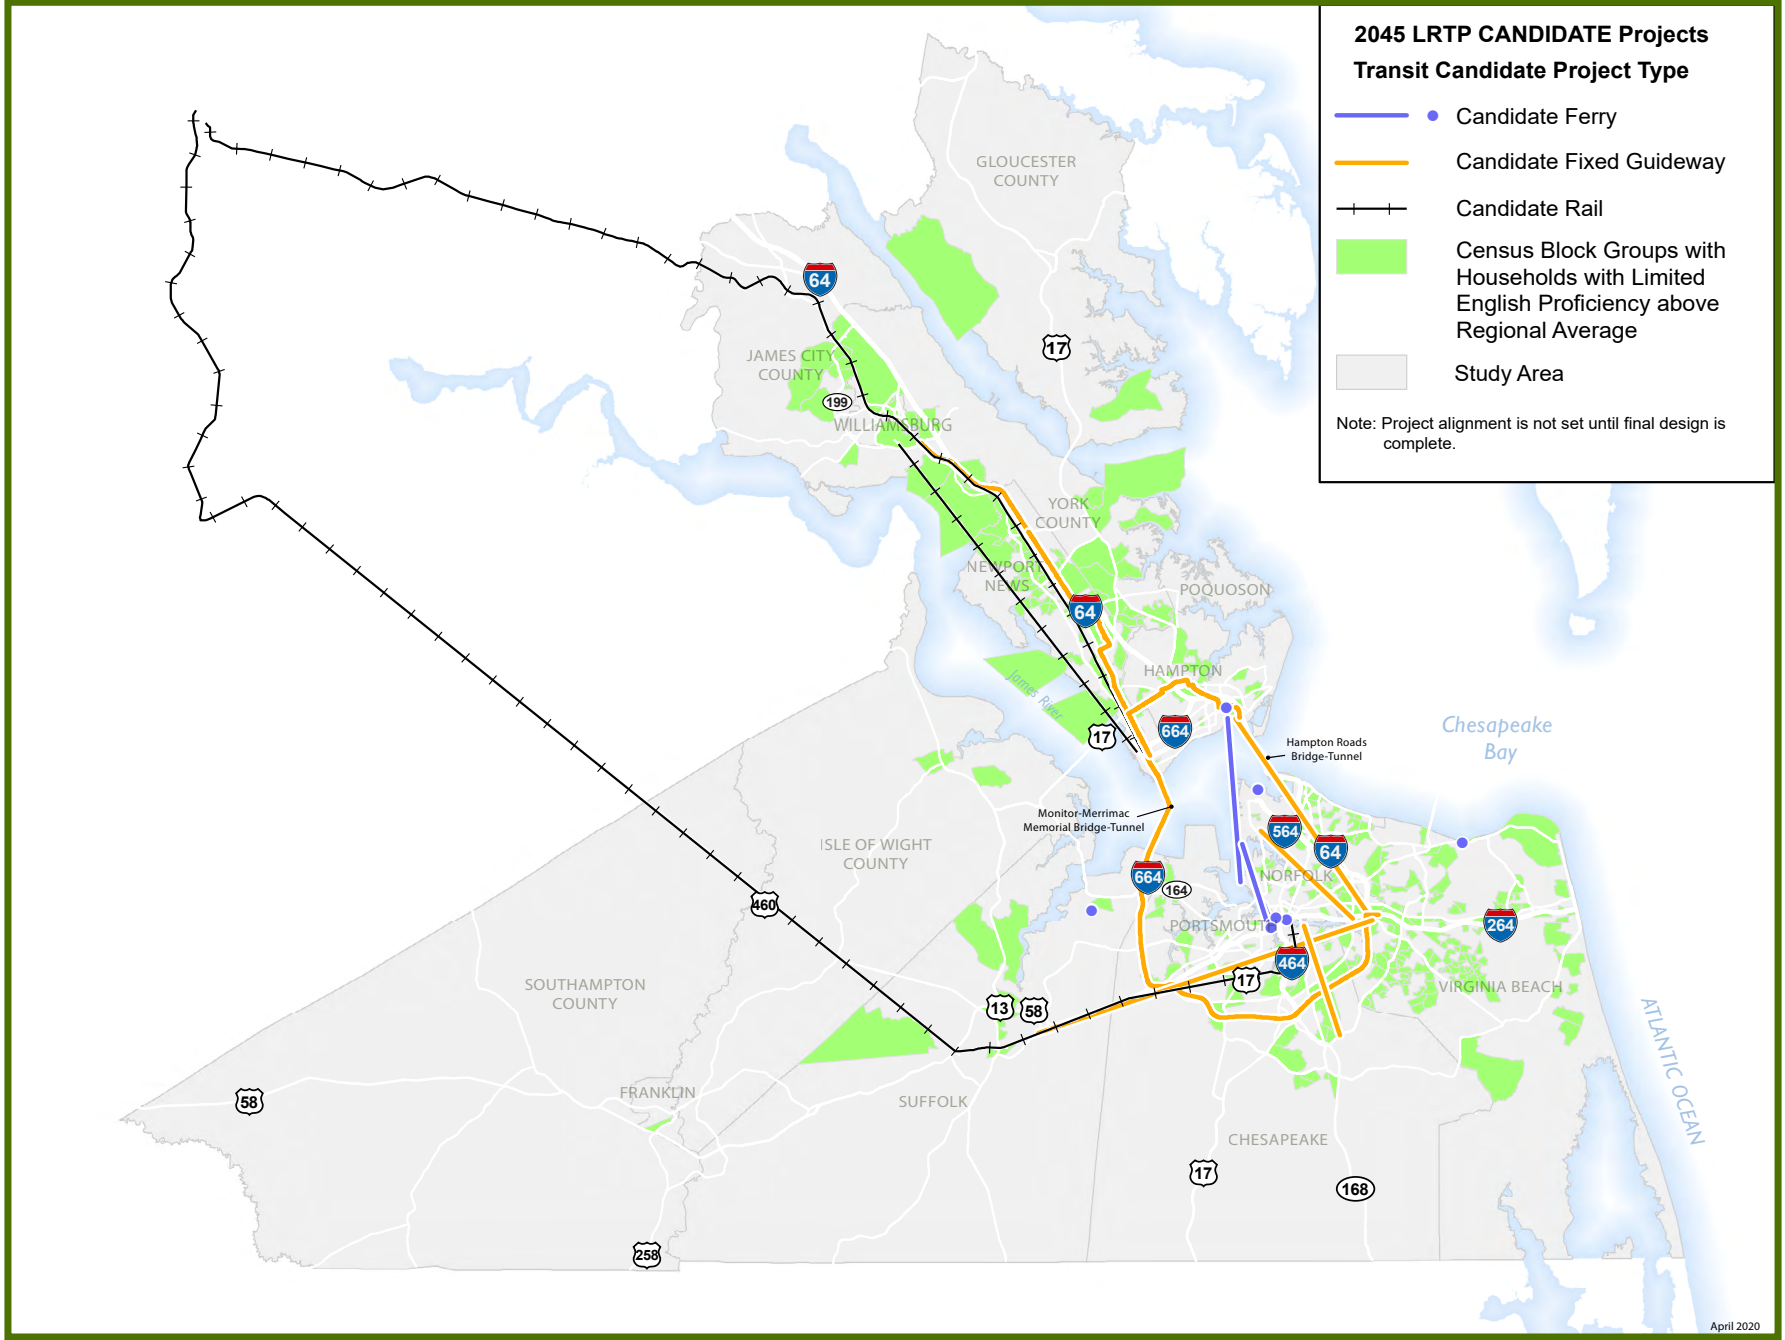 2045 LRTP CANDIDATE Projects
Transit Candidate Project Type
Candidate Ferry
Candidate Fixed Guideway
Candidate Rail
Census Block Groups with
Households with Limited
English Proficiency above
Regional Average
Study Area
Note: Project alignment is not set until final design is
complete.
GLOUCESTER
COUNTY
64
17
JAMES CITY
COUNTY
199
WILLIAMSBURG
YORK
COUNTY
NEWPORT
NEWS
POQUOSON
64
HAMPTON
James River
17
664
Chesapeake
Bay
Hampton Roads
Bridge-Tunnel
Monitor-Merrimac
Memorial Bridge-Tunnel
564
64
ISLE OF WIGHT
COUNTY
664
164
NORFOLK
460
PORTSMOUTH
264
464
17
SOUTHAMPTON
COUNTY
VIRGINIA BEACH
13
58
ATLANTIC OCEAN
58
FRANKLIN
SUFFOLK
CHESAPEAKE
17
168
258
April 2020